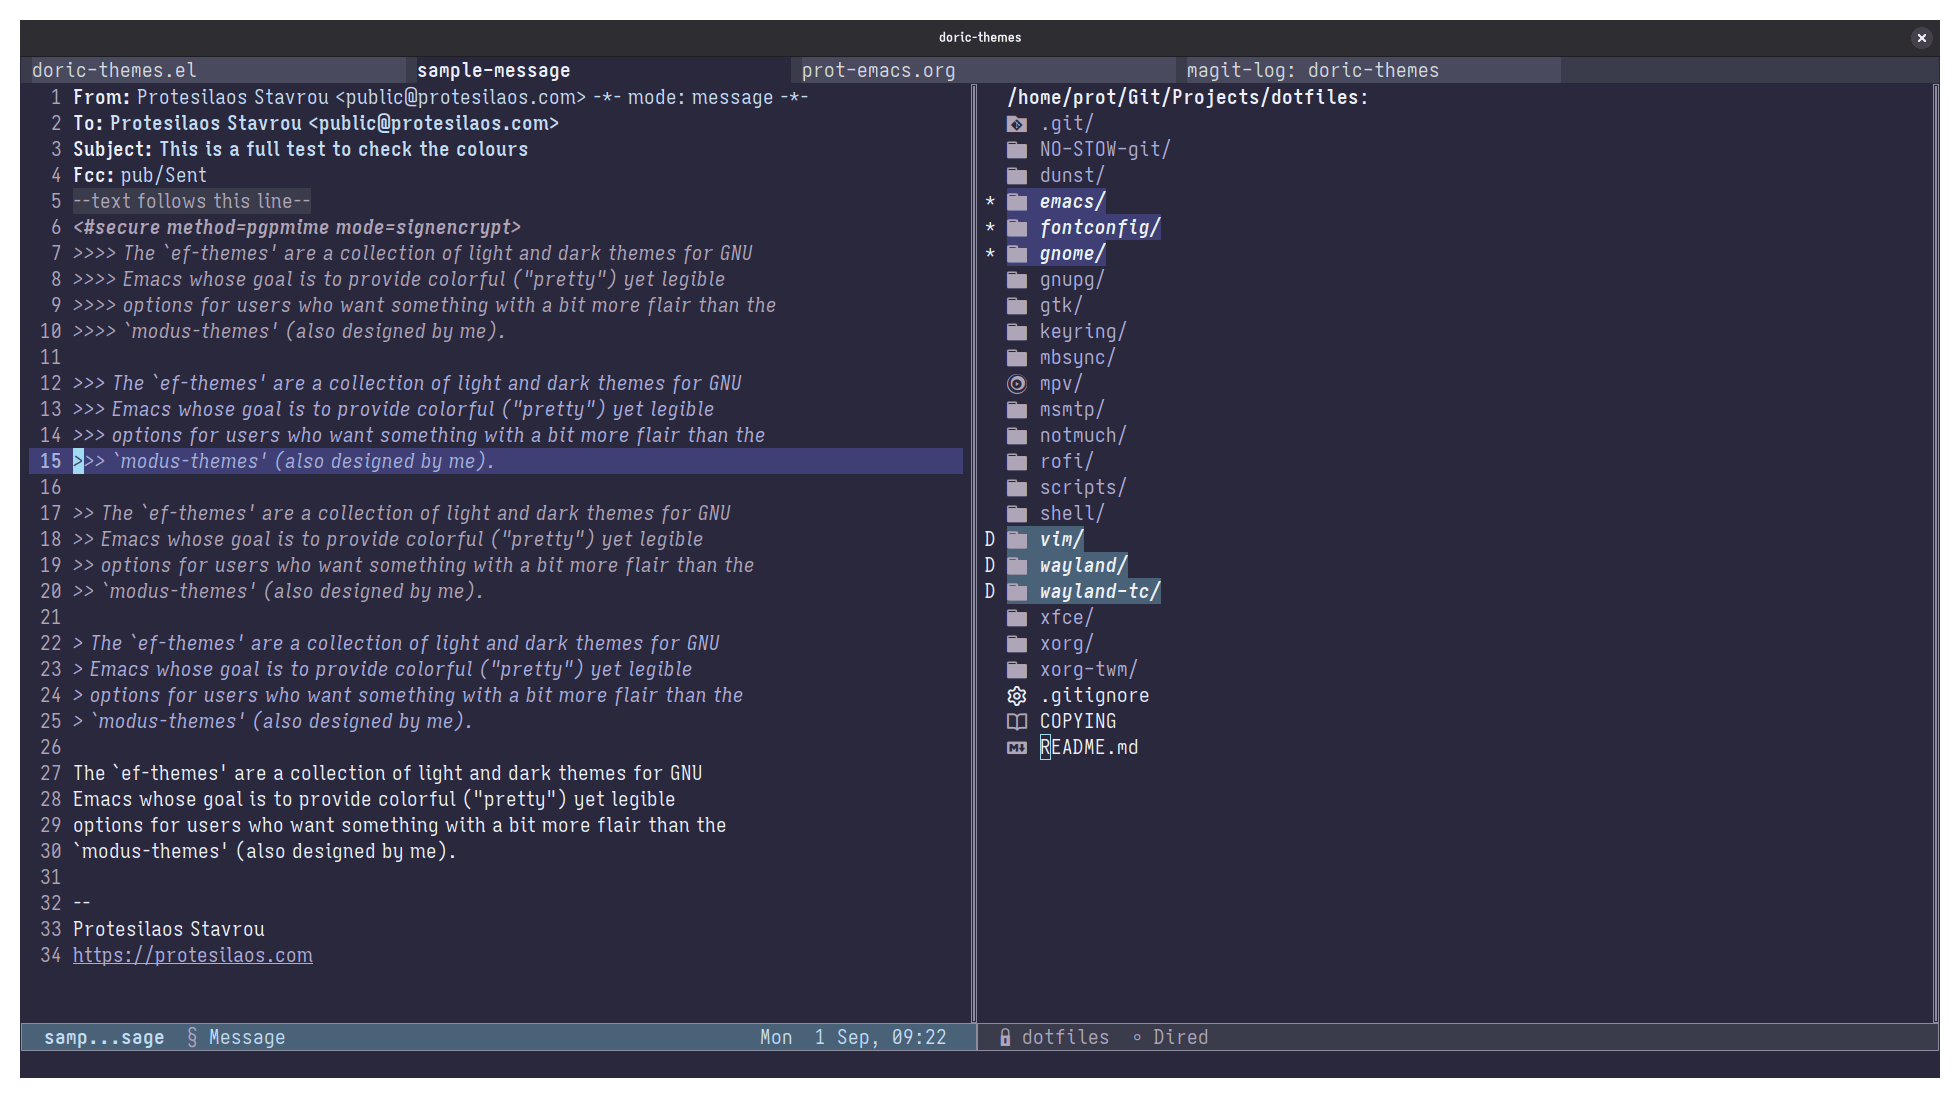 doric-themes
doric-themes.el
sample-message
prot-emacs.org
magit-log: doric-themes
1 From: Protesilaos Stavrou <public@protesilaos.com> -*- mode: message -*-
2 To: Protesilaos Stavrou <public@protesilaos.com>
3 Subject: This is a full test to check the colours
4 Fcc: pub/Sent
5 --text follows this line--
6 <#secure method=pgpmime mode=signencrypt>
7 >>>> The `ef-themes' are a collection of light and dark themes for GNU
8 >>>> Emacs whose goal is to provide colorful ("pretty") yet legible
9 >>>> options for users who want something with a bit more flair than the
10 >>>> `modus-themes' (also designed by me).
11
12 >>> The `ef-themes' are a collection of light and dark themes for GNU
13 >>> Emacs whose goal is to provide colorful ("pretty") yet legible
14 >>> options for users who want something with a bit more flair than the
15 >>> `modus-themes' (also designed by me).
16
17 >> The `ef-themes' are a collection of light and dark themes for GNU
18 >> Emacs whose goal is to provide colorful ("pretty") yet legible
19 >> options for users who want something with a bit more flair than the
20 >> `modus-themes' (also designed by me).
21
22 > The `ef-themes' are a collection of light and dark themes for GNU
23 > Emacs whose goal is to provide colorful ("pretty") yet legible
24 > options for users who want something with a bit more flair than the
25 > `modus-themes' (also designed by me).
26
27 The `ef-themes' are a collection of light and dark themes for GNU
28 Emacs whose goal is to provide colorful ("pretty") yet legible
29 options for users who want something with a bit more flair than the
30 `modus-themes' (also designed by me).
31
32 --
33 Protesilaos Stavrou
34 https://protesilaos.com
/home/prot/Git/Projects/dotfiles:
.git/
NO-STOW-git/
dunst/
* emacs/
* fontconfig/
* gnome/
gnupg/
gtk/
keyring/
mbsync/
mpv/
msmtp/
notmuch/
rofi/
scripts/
shell/
D vim/
D wayland/
D wayland-tc/
xfce/
xorg/
xorg-twm/
.gitignore
COPYING
README.md
samp...sage § Message Mon 1 Sep, 09:22
dotfiles ∘ Dired